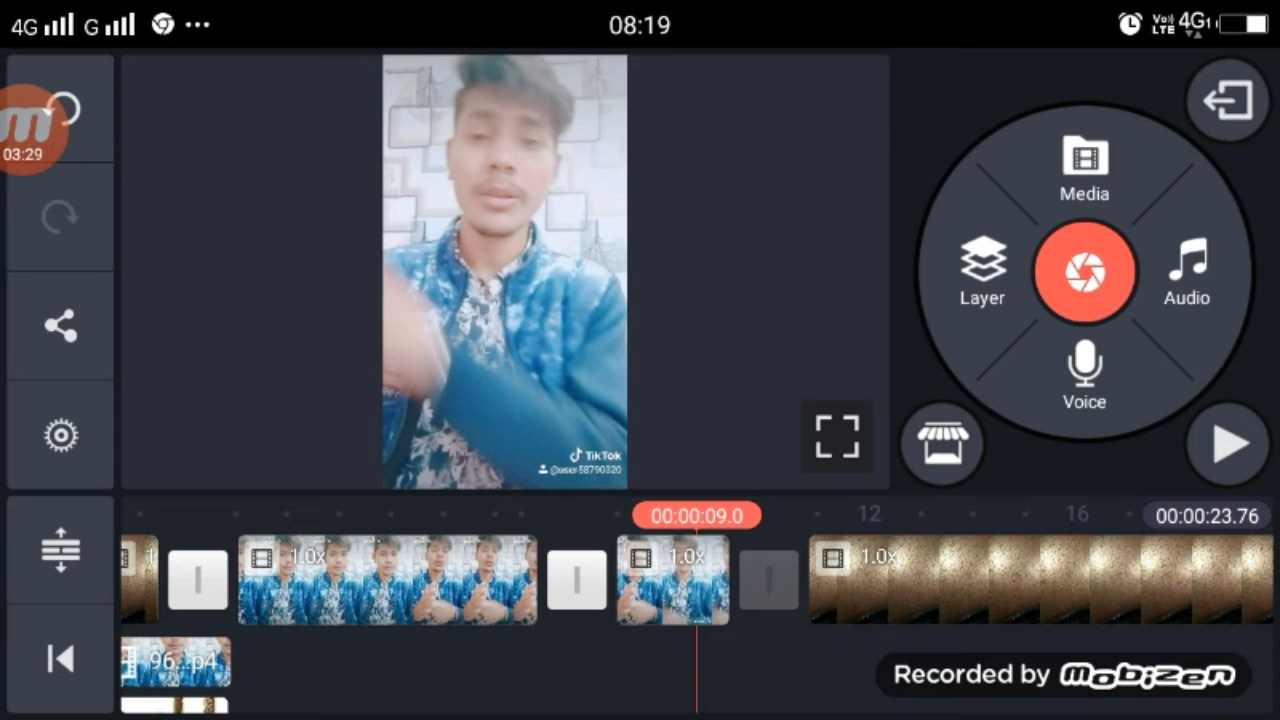 4G G 08:19 Vo)) LTE 4G
03:29
Media
Layer
Audio
Voice
TikTok
@user58790320
00:00:09.0 12 16 00:00:23.76
1.0x 1.0x 1.0x
96...p4
Recorded by mobizen